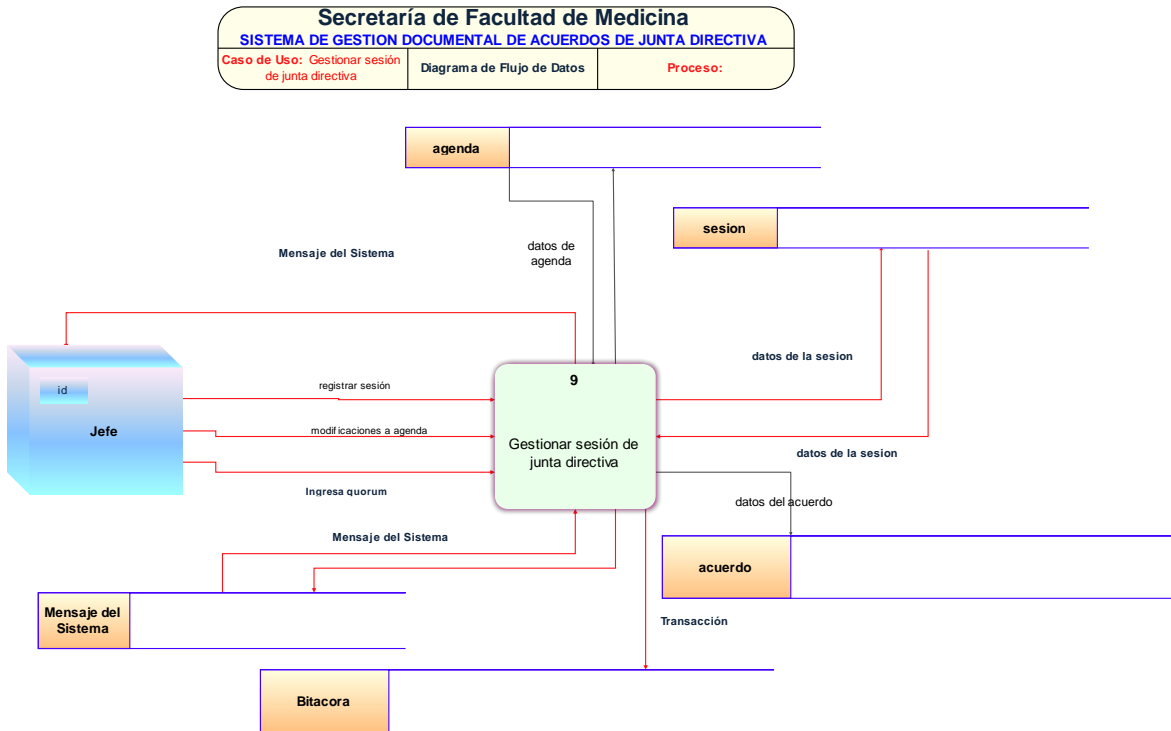 Secretaría de Facultad de Medicina
SISTEMA DE GESTION DOCUMENTAL DE ACUERDOS DE JUNTA DIRECTIVA
Caso de Uso: Gestionar sesión
de junta directiva
Diagrama de Flujo de Datos
Proceso:
agenda
sesion
Mensaje del Sistema
datos de
agenda
datos de la sesion
id
Jefe
registrar sesión
modificaciones a agenda
Ingresa quorum
9
Gestionar sesión de
junta directiva
datos de la sesion
datos del acuerdo
Mensaje del Sistema
acuerdo
Mensaje del
Sistema
Transacción
Bitacora